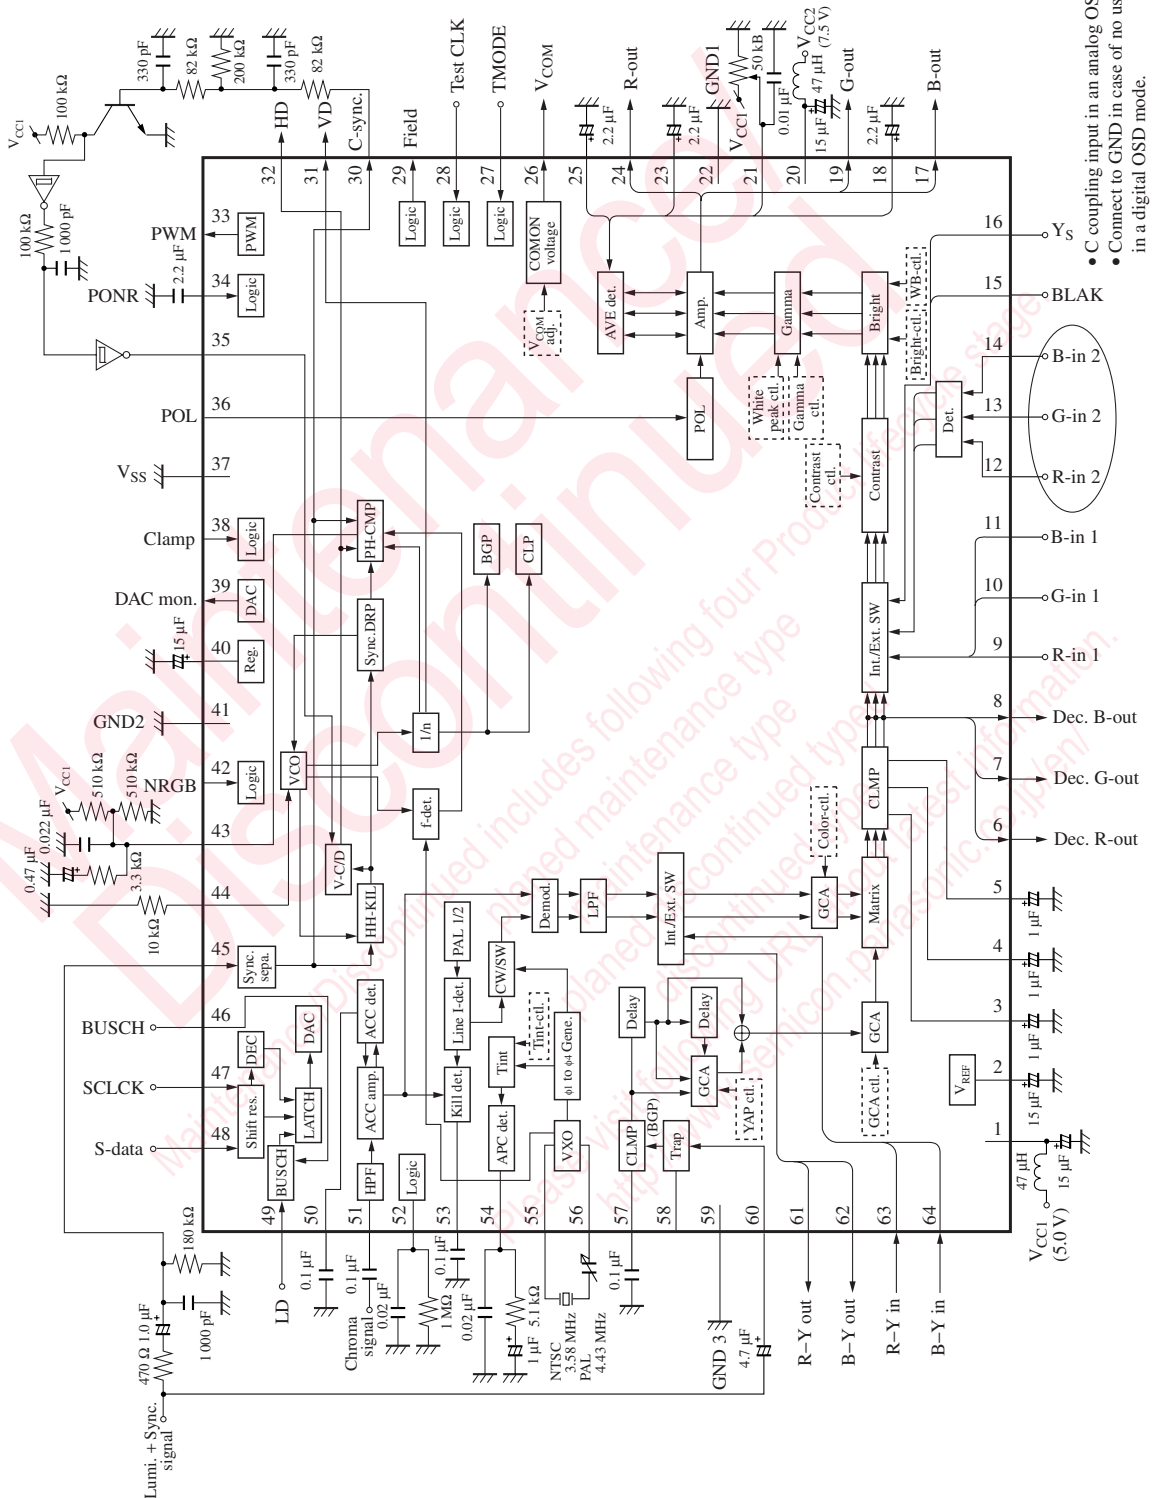 VCC1
100 kΩ
330 pF
82 kΩ
200 kΩ
330 pF
82 kΩ
100 kΩ
1 000 pF
2.2 µF
HD
VD
C-sync.
Field
Test CLK
TMODE
VCOM
2.2 µF
R-out
2.2 µF
GND1
VCC1
50 kB
0.01 µF
VCC2
(7.5 V)
47 µH
15 µF
G-out
2.2 µF
B-out
32
31
30
29
28
27
26
25
24
23
22
21
20
19
18
17
PWM
33
PWM
PONR
34
Logic
35
POL
36
VSS
37
Clamp
38
Logic
DAC mon.
39
DAC
15 µF
40
Reg.
GND2
41
NRGB
42
Logic
VCC1
510 kΩ
510 kΩ
0.022 µF
0.47 µF
3.3 kΩ
43
44
10 kΩ
45
Sync.
sepa.
BUSCH
46
SCLCK
47
S-data
48
Logic
Logic
Logic
COMON
voltage
VCOM
adj.
AVE det.
Amp.
POL
Gamma
White
peak ctl.
Gamma
ctl.
Bright
Bright-ctl.
WB-ctl.
Contrast
ctl.
Contrast
Det.
Int./Ext. SW
PH-CMP
Sync.DRP
BGP
CLP
1/n
VCO
f-det.
V-C/D
HH-KIL
DEC
DAC
Shift res.
LATCH
BUSCH
ACC det.
ACC amp.
HPF
Logic
PAL 1/2
Line I-det.
Kill det.
CW/SW
Demod.
LPF
Tint
Tint-ctl.
APC det.
ϕ1 to ϕ4 Gene.
VXO
Int./Ext. SW
Color-ctl.
GCA
Matrix
CLMP
Delay
Delay
GCA
YAP ctl.
CLMP
(BGP)
Trap
GCA
GCA ctl.
VREF
16
YS
15
BLAK
14
B-in 2
13
G-in 2
12
R-in 2
11
B-in 1
10
G-in 1
9
R-in 1
8
Dec. B-out
7
Dec. G-out
6
Dec. R-out
5
1 µF
4
1 µF
3
1 µF
2
15 µF
1
47 µH
15 µF
VCC1
(5.0 V)
49
50
51
52
53
54
55
56
57
58
59
60
61
62
63
64
Lumi. + Sync.
signal
470 Ω
1.0 µF
1 000 pF
180 kΩ
LD
0.1 µF
0.1 µF
Chroma
signal
0.02 µF
1 MΩ
0.1 µF
0.02 µF
5.1 kΩ
1 µF
NTSC
3.58 MHz
PAL
4.43 MHz
0.1 µF
GND 3
4.7 µF
R−Y out
B−Y out
R−Y in
B−Y in
• C coupling input in an analog OS
• Connect to GND in case of no us
in a digital OSD mode.
Maintenance/
Discontinued
Maintenance/Discontinued includes following four Product lifecycle stage
planed maintenance type
maintenance type
planed discontinued type
discontinued type
Please visit following URL about latest information.
http://www.semicon.panasonic.co.jp/en/